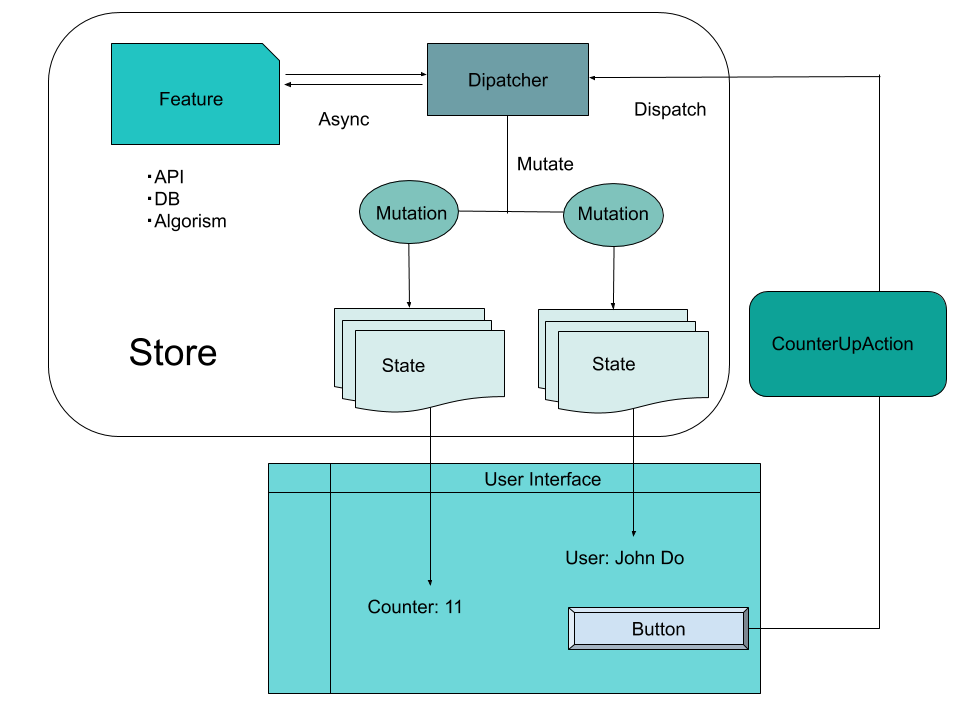 Feature
Dipatcher
Async
Dispatch
Mutate
・API
・DB
・Algorism
Mutation
Mutation
Store
State
State
CounterUpAction
User Interface
User: John Do
Counter: 11
Button